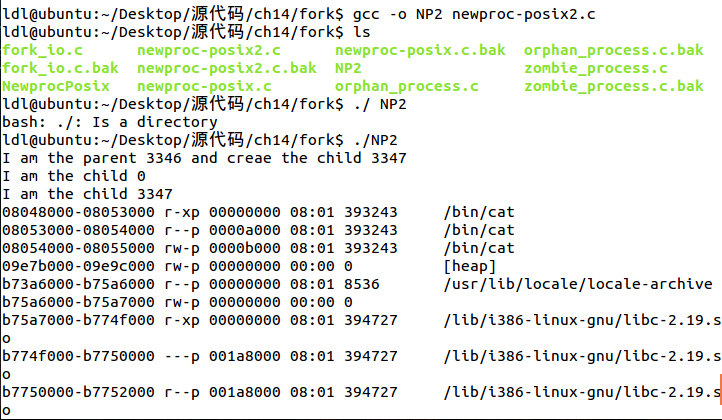 ldl@ubuntu:~/Desktop/源代码/ch14/fork$ gcc -o NP2 newproc-posix2.c
ldl@ubuntu:~/Desktop/源代码/ch14/fork$ ls
fork_io.c      newproc-posix2.c      newproc-posix.c.bak  orphan_process.c.bak
fork_io.c.bak  newproc-posix2.c.bak  NP2                  zombie_process.c
NewprocPosix   newproc-posix.c       orphan_process.c     zombie_process.c.bak
ldl@ubuntu:~/Desktop/源代码/ch14/fork$ ./ NP2
bash: ./: Is a directory
ldl@ubuntu:~/Desktop/源代码/ch14/fork$ ./NP2
I am the parent 3346 and creae the child 3347
I am the child 0
I am the child 3347
08048000-08053000 r-xp 00000000 08:01 393243     /bin/cat
08053000-08054000 r--p 0000a000 08:01 393243     /bin/cat
08054000-08055000 rw-p 0000b000 08:01 393243     /bin/cat
09e7b000-09e9c000 rw-p 00000000 00:00 0          [heap]
b73a6000-b75a6000 r--p 00000000 08:01 8536       /usr/lib/locale/locale-archive
b75a6000-b75a7000 rw-p 00000000 00:00 0
b75a7000-b774f000 r-xp 00000000 08:01 394727     /lib/i386-linux-gnu/libc-2.19.s
o
b774f000-b7750000 ---p 001a8000 08:01 394727     /lib/i386-linux-gnu/libc-2.19.s
o
b7750000-b7752000 r--p 001a8000 08:01 394727     /lib/i386-linux-gnu/libc-2.19.s
o